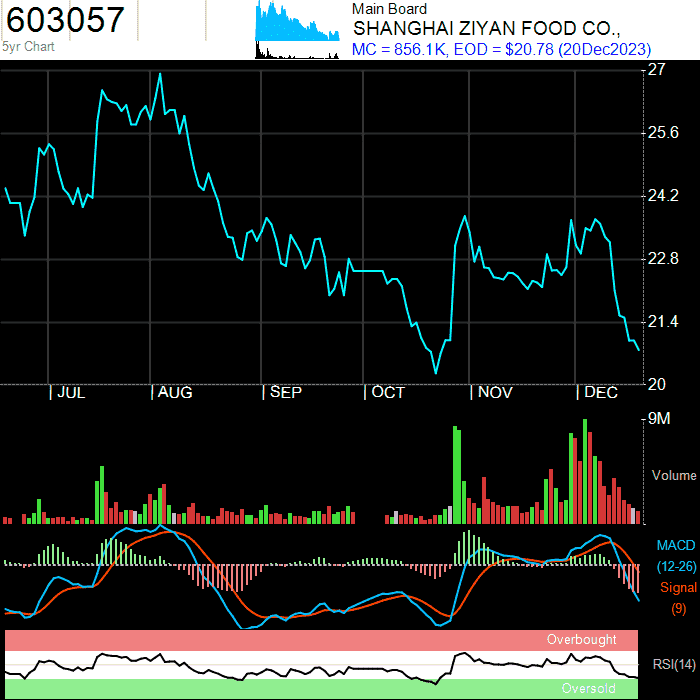 603057
5yr Chart
Main Board
SHANGHAI ZIYAN FOOD CO.,
MC = 856.1K, EOD = $20.78 (20Dec2023)
27
25.6
24.2
22.8
21.4
20
| JUL | AUG | SEP | OCT | NOV | DEC
9M
Volume
MACD
(12-26)
Signal
(9)
Overbought
RSI(14)
Oversold